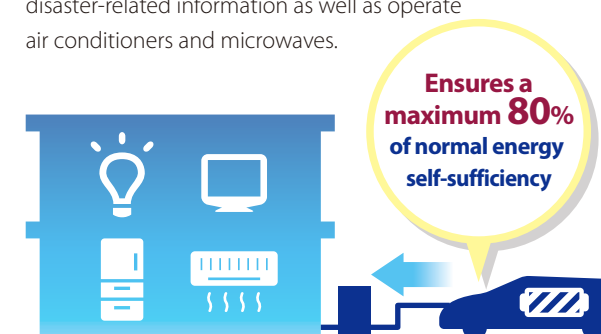 disaster-related information as well as operate
air conditioners and microwaves.
Ensures a
maximum 80%
of normal energy
self-sufficiency